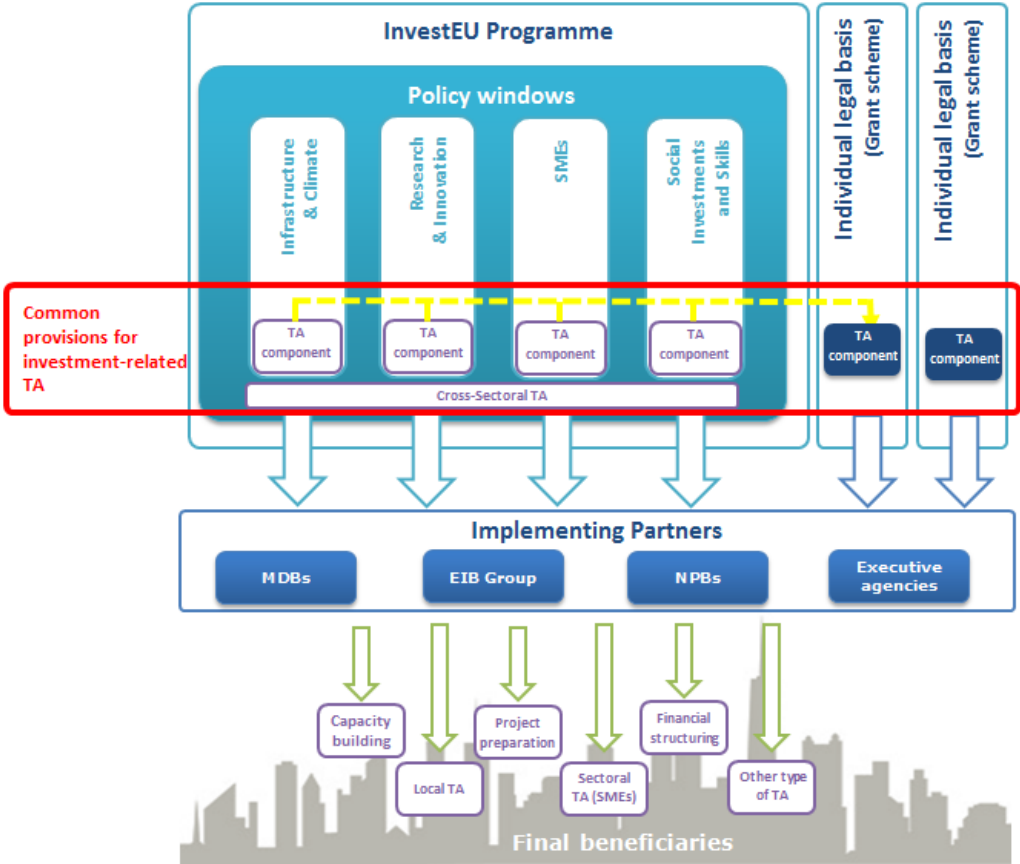 InvestEU Programme
Policy windows
Infrastructure
& Climate
Research
& Innovation
SMEs
Social
Investments
and Skills
Individual legal basis
(Grant scheme)
Individual legal basis
(Grant scheme)
Common
provisions for
investment-related
TA
TA
component
TA
component
TA
component
TA
component
TA
component
TA
component
Cross-Sectoral TA
Implementing Partners
MDBs
EIB Group
NPBs
Executive
agencies
Capacity
building
Local TA
Project
preparation
Sectoral
TA (SMEs)
Financial
structuring
Other type
of TA
Final beneficiaries